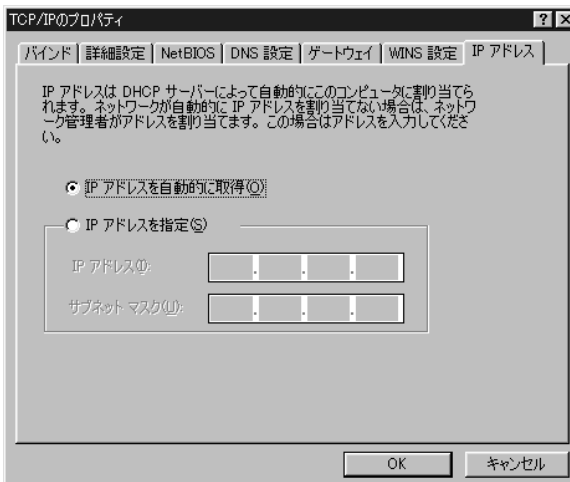 TCP/IPのプロパティ
バインド 詳細設定 NetBIOS DNS 設定 ゲートウェイ WINS 設定 IP アドレス
IP アドレスは DHCP サーバーによって自動的にこのコンピュータに割り当てら
れます。ネットワークが自動的に IP アドレスを割り当てない場合は、ネットワ
ーク管理者がアドレスを割り当てます。この場合はアドレスを入力してくださ
い。
IP アドレスを自動的に取得(O)
IP アドレスを指定(S)
IP アドレス(I):
サブネット マスク(U):
OK キャンセル